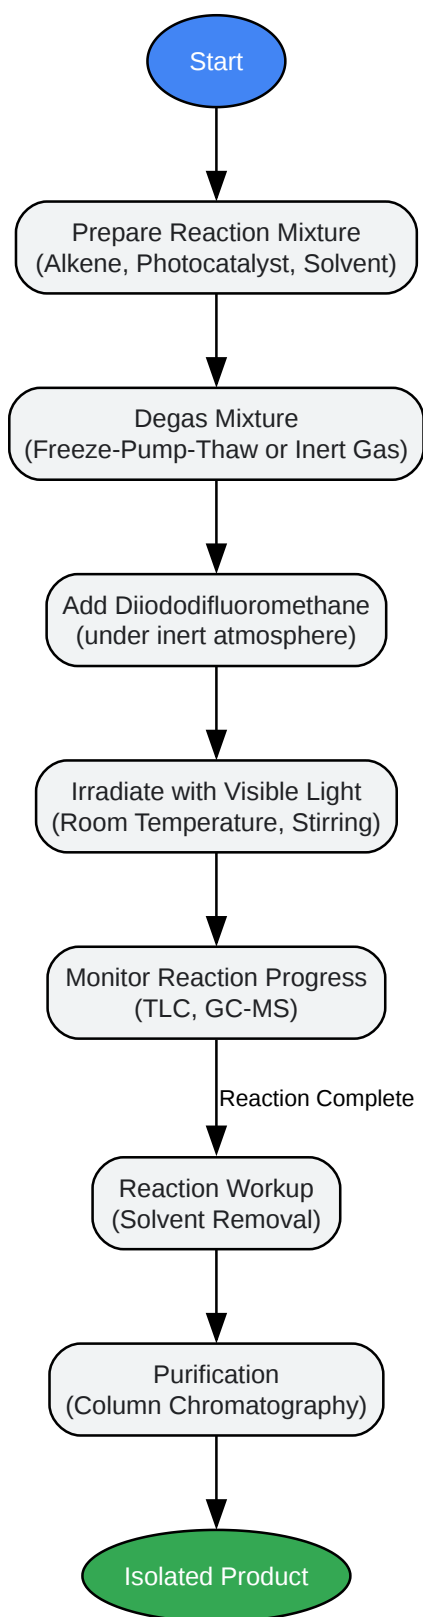 Start
Prepare Reaction Mixture
(Alkene, Photocatalyst, Solvent)
Degas Mixture
(Freeze-Pump-Thaw or Inert Gas)
Add Diiododifluoromethane
(under inert atmosphere)
Irradiate with Visible Light
(Room Temperature, Stirring)
Monitor Reaction Progress
(TLC, GC-MS)
Reaction Complete
Reaction Workup
(Solvent Removal)
Purification
(Column Chromatography)
Isolated Product